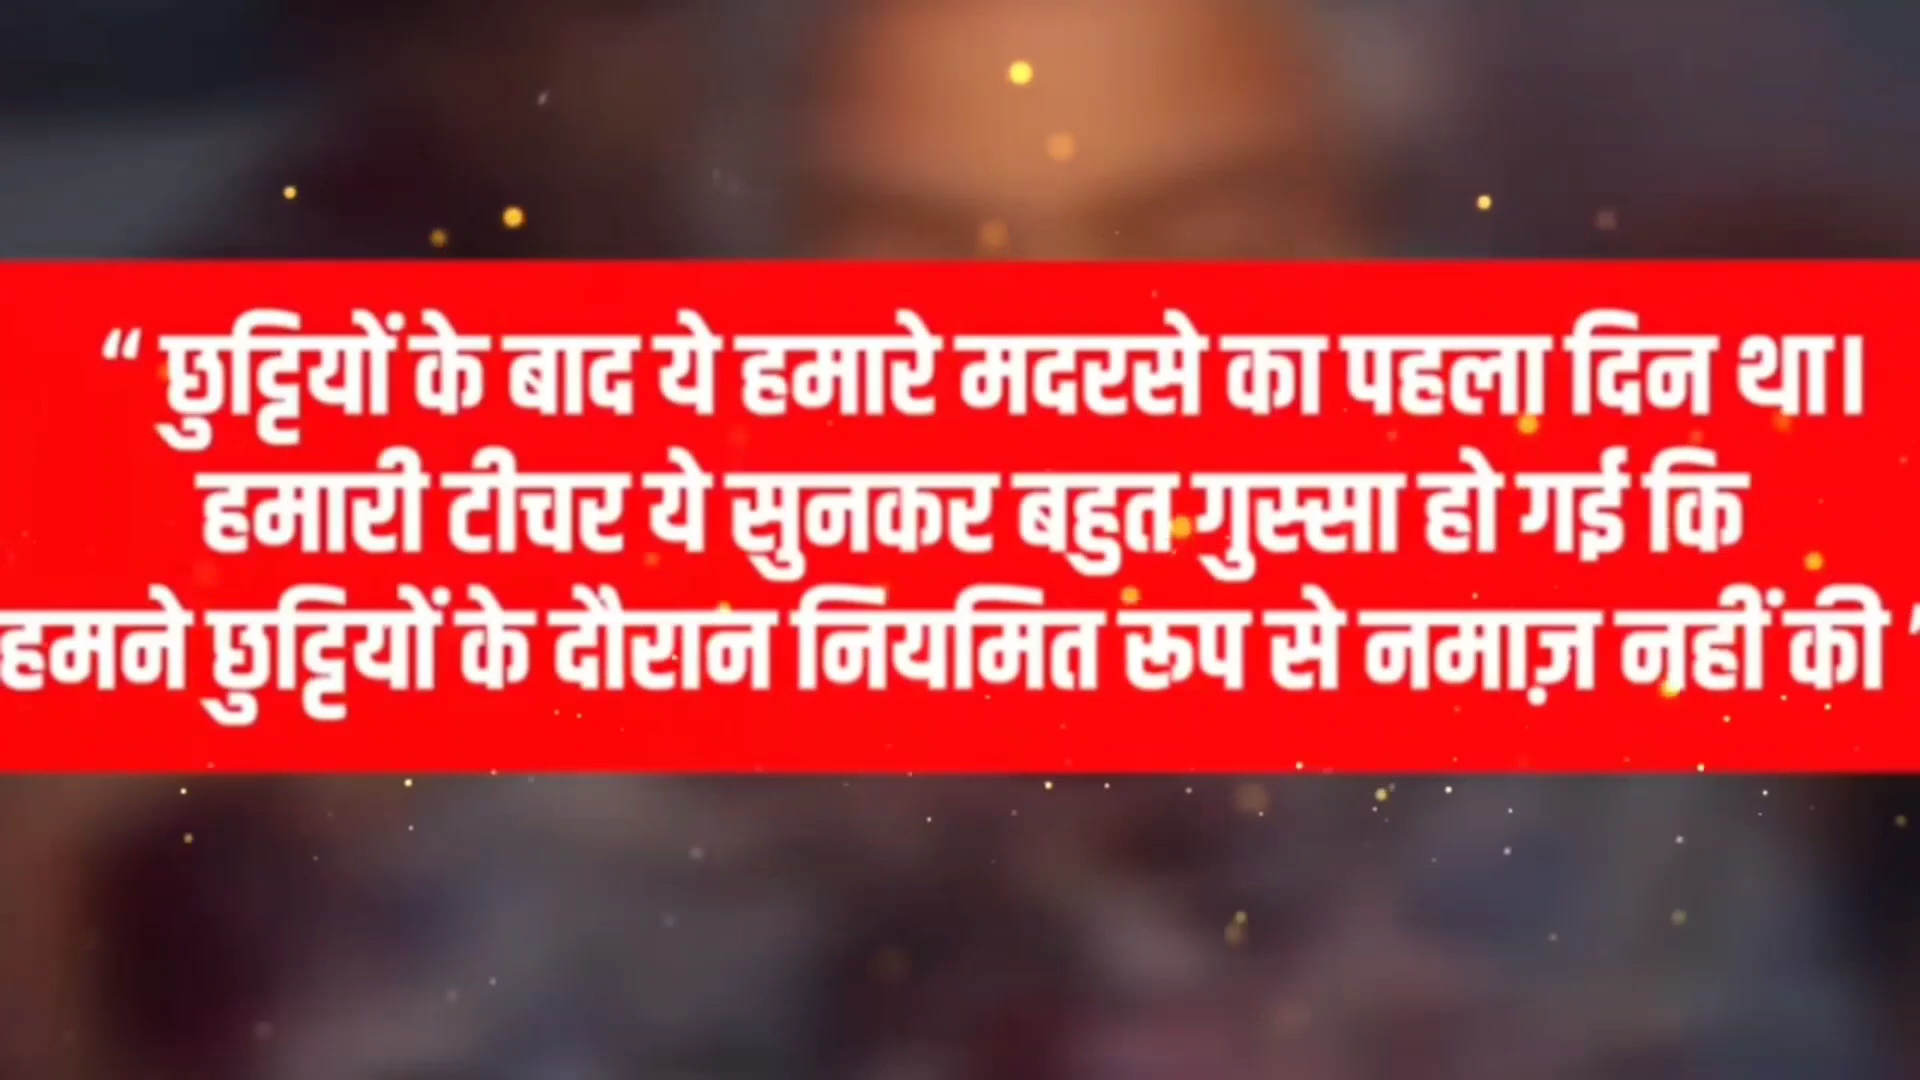 “ छुट्टियों के बाद ये हमारे मदरसे का पहला दिन था।
हमारी टीचर ये सुनकर बहुत गुस्सा हो गई कि
हमने छुट्टियों के दौरान नियमित रूप से नमाज़ नहीं की ”